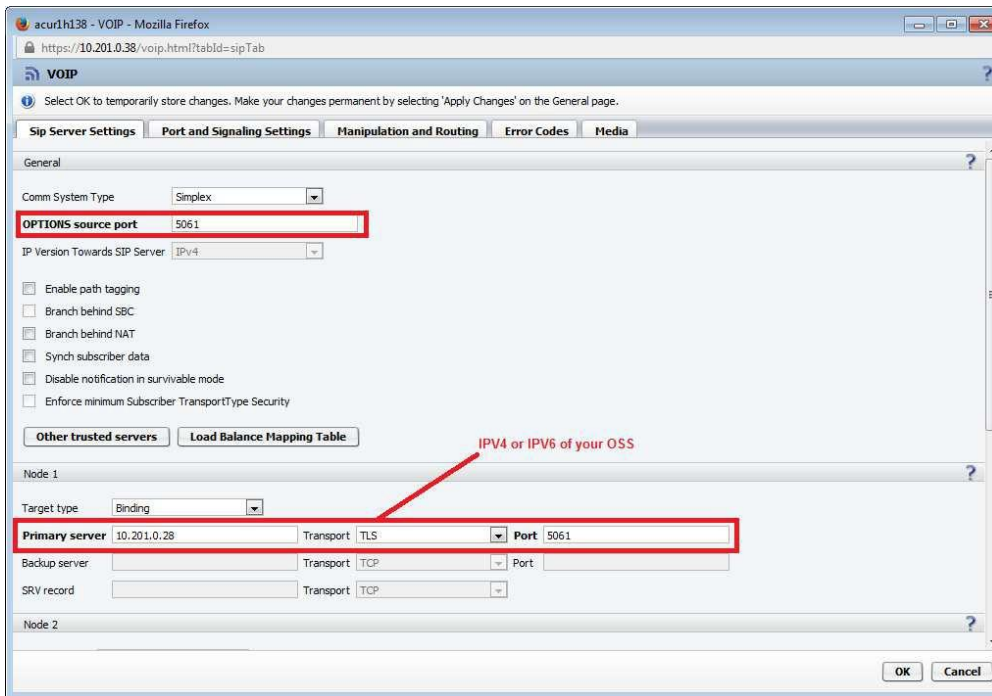 acur1h138 - VOIP - Mozilla Firefox
https://10.201.0.38/voip.html?tabId=sipTab
VOIP
?
Select OK to temporarily store changes. Make your changes permanent by selecting 'Apply Changes' on the General page.
Sip Server Settings Port and Signaling Settings Manipulation and Routing Error Codes Media
General ?
Comm System Type Simplex
OPTIONS source port 5061
IP Version Towards SIP Server IPv4
Enable path tagging
Branch behind SBC
Branch behind NAT
Synch subscriber data
Disable notification in survivable mode
Enforce minimum Subscriber TransportType Security
Other trusted servers Load Balance Mapping Table
IPV4 or IPV6 of your OSS
Node 1 ?
Target type Binding
Primary server 10.201.0.28 Transport TLS Port 5061
Backup server Transport TCP Port
SRV record Transport TCP
Node 2 ?
OK Cancel